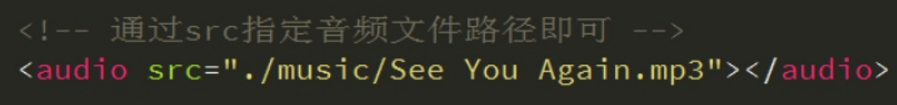 <!-- 通过src指定音频文件路径即可 -->
<audio src="./music/See You Again.mp3"></audio>